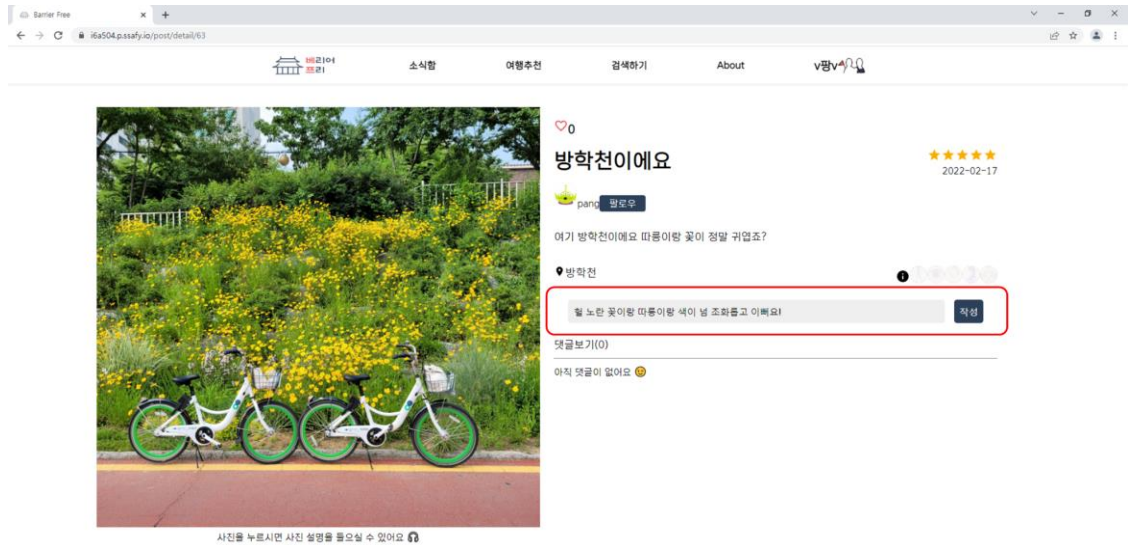 Barrier Free
i6a504.p.ssafy.io/post/detail/63
베리어
프리
소식함
여행추천
검색하기
About
v팡v
0
방학천이에요
2022-02-17
pang 팔로우
여기 방학천이에요 따릉이랑 꽃이 정말 귀엽죠?
방학천
헐 노란 꽃이랑 따릉이랑 색이 넘 조화롭고 이뻐요!
작성
댓글보기(0)
아직 댓글이 없어요
사진을 누르시면 사진 설명을 들으실 수 있어요